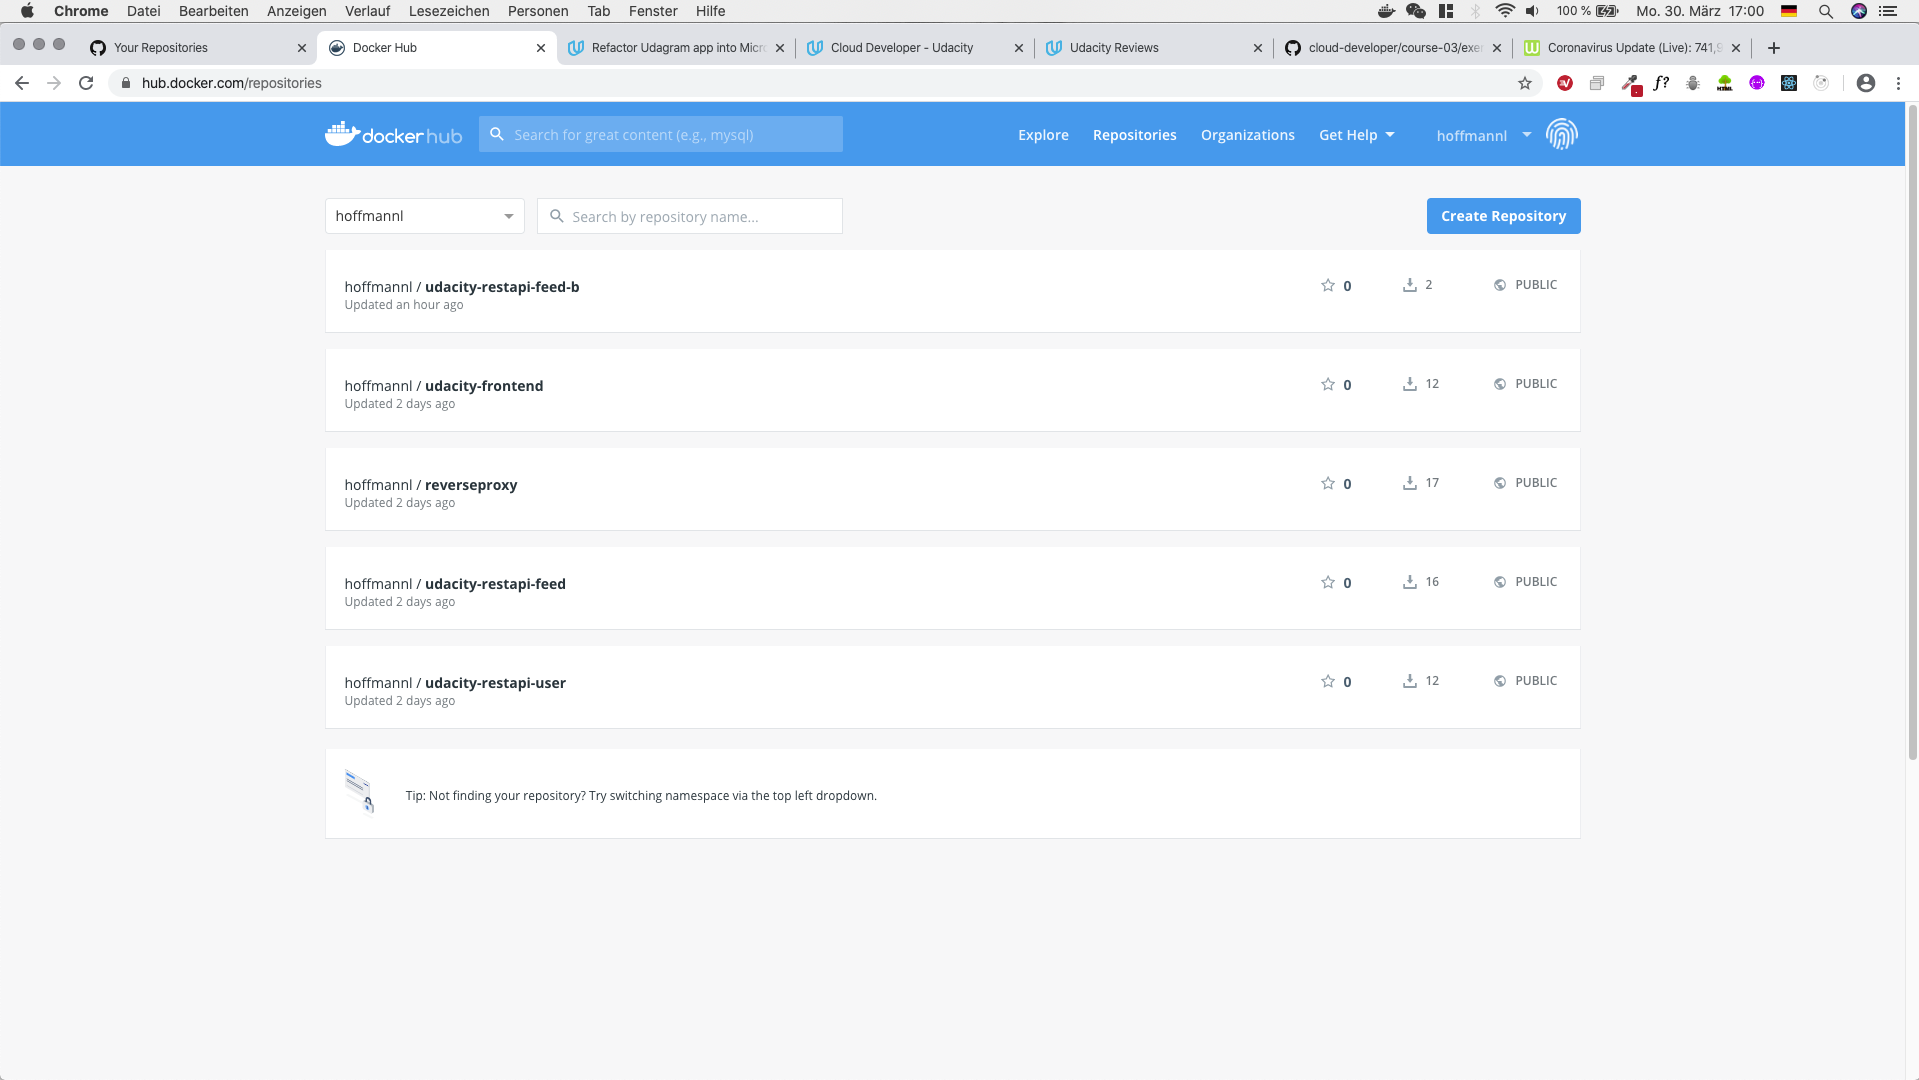 Chrome Datei Bearbeiten Anzeigen Verlauf Lesezeichen Personen Tab Fenster Hilfe 100 % Mo. 30. März 17:00
Your Repositories Docker Hub Refactor Udagram app into Micr Cloud Developer - Udacity Udacity Reviews cloud-developer/course-03/exer Coronavirus Update (Live): 741,9
hub.docker.com/repositories f?
docker hub Search for great content (e.g., mysql) Explore Repositories Organizations Get Help hoffmannl
hoffmannl Search by repository name... Create Repository
hoffmannl / udacity-restapi-feed-b 0 2 PUBLIC
Updated an hour ago
hoffmannl / udacity-frontend 0 12 PUBLIC
Updated 2 days ago
hoffmannl / reverseproxy 0 17 PUBLIC
Updated 2 days ago
hoffmannl / udacity-restapi-feed 0 16 PUBLIC
Updated 2 days ago
hoffmannl / udacity-restapi-user 0 12 PUBLIC
Updated 2 days ago
Tip: Not finding your repository? Try switching namespace via the top left dropdown.